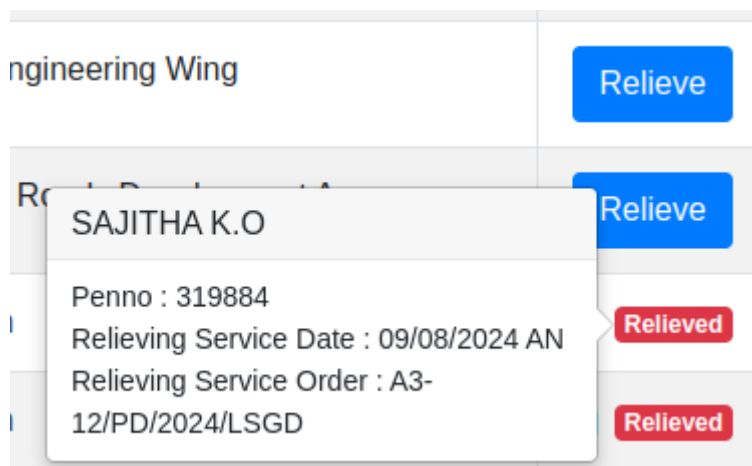 ngineering Wing
Relieve
Relieve
SAJITHA K.O
Penno : 319884
Relieving Service Date : 09/08/2024 AN
Relieving Service Order : A3-
12/PD/2024/LSGD
Relieved
Relieved